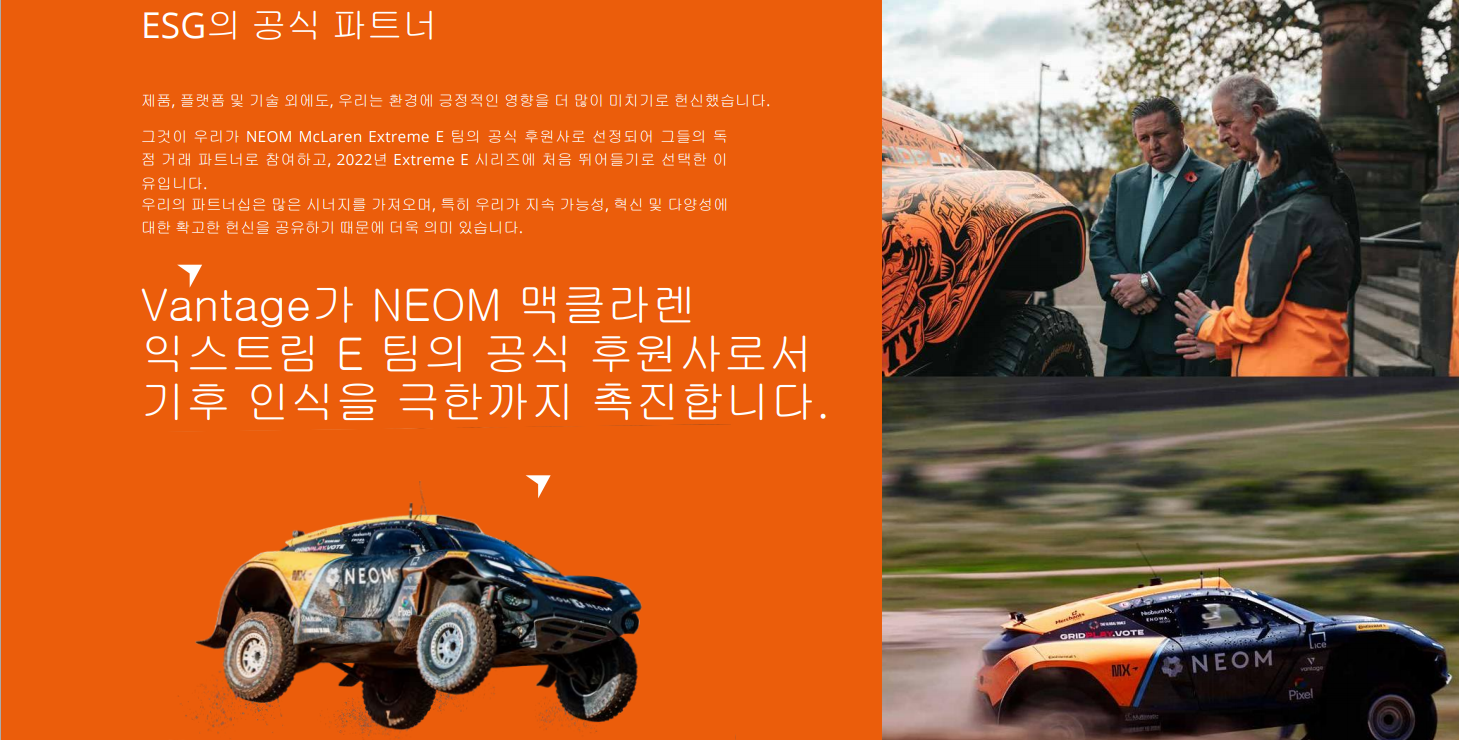 ESG의 공식 파트너
제품, 플랫폼 및 기술 외에도, 우리는 환경에 긍정적인 영향을 더 많이 미치기로 헌신했습니다.
그것이 우리가 NEOM McLaren Extreme E 팀의 공식 후원사로 선정되어 그들의 독
점 거래 파트너로 참여하고, 2022년 Extreme E 시리즈에 처음 뛰어들기로 선택한 이
유입니다.
우리의 파트너십은 많은 시너지를 가져오며, 특히 우리가 지속 가능성, 혁신 및 다양성에
대한 확고한 헌신을 공유하기 때문에 더욱 의미 있습니다.
Vantage가 NEOM 맥클라렌
익스트림 E 팀의 공식 후원사로서
기후 인식을 극한까지 촉진합니다.
GRIDPLAY.VOTE
MX
NEOM
Pixel
NEOM
TY
GRIDPLAY.VOTE
MX
NEOM
Lice
vantage
Pixel